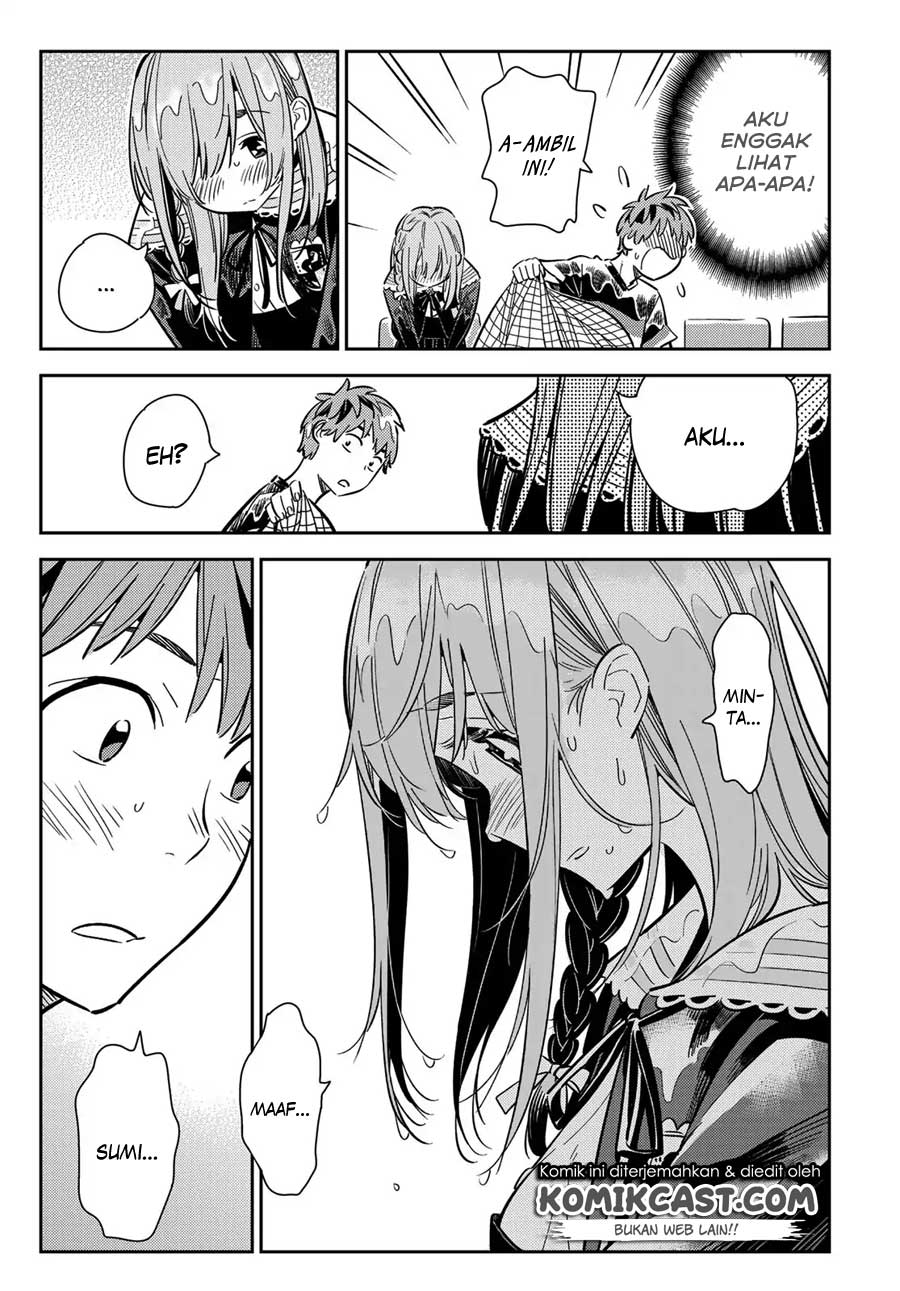 AKU
ENGGAK
LIHAT
APA-APA!
A-AMBIL
INI!
...
AKU...
EH?
MIN-
TA...
MAAF...
SUMI...
Komik ini diterjemahkan & diedit oleh
KOMIKCAST.COM
BUKAN WEB LAIN!!